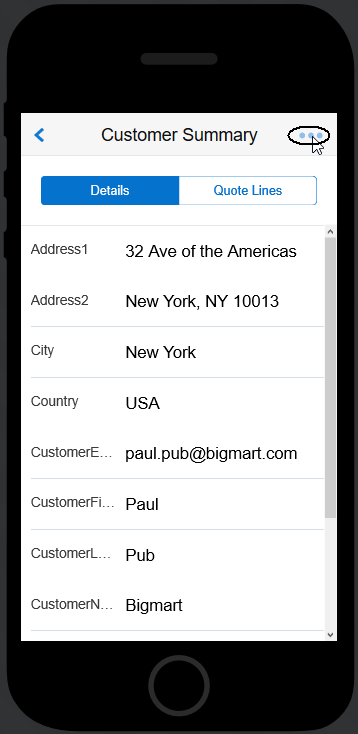 Customer Summary
Details Quote Lines
Address1 32 Ave of the Americas
Address2 New York, NY 10013
City New York
Country USA
CustomerE... paul.pub@bigmart.com
CustomerFi... Paul
CustomerL... Pub
CustomerN... Bigmart